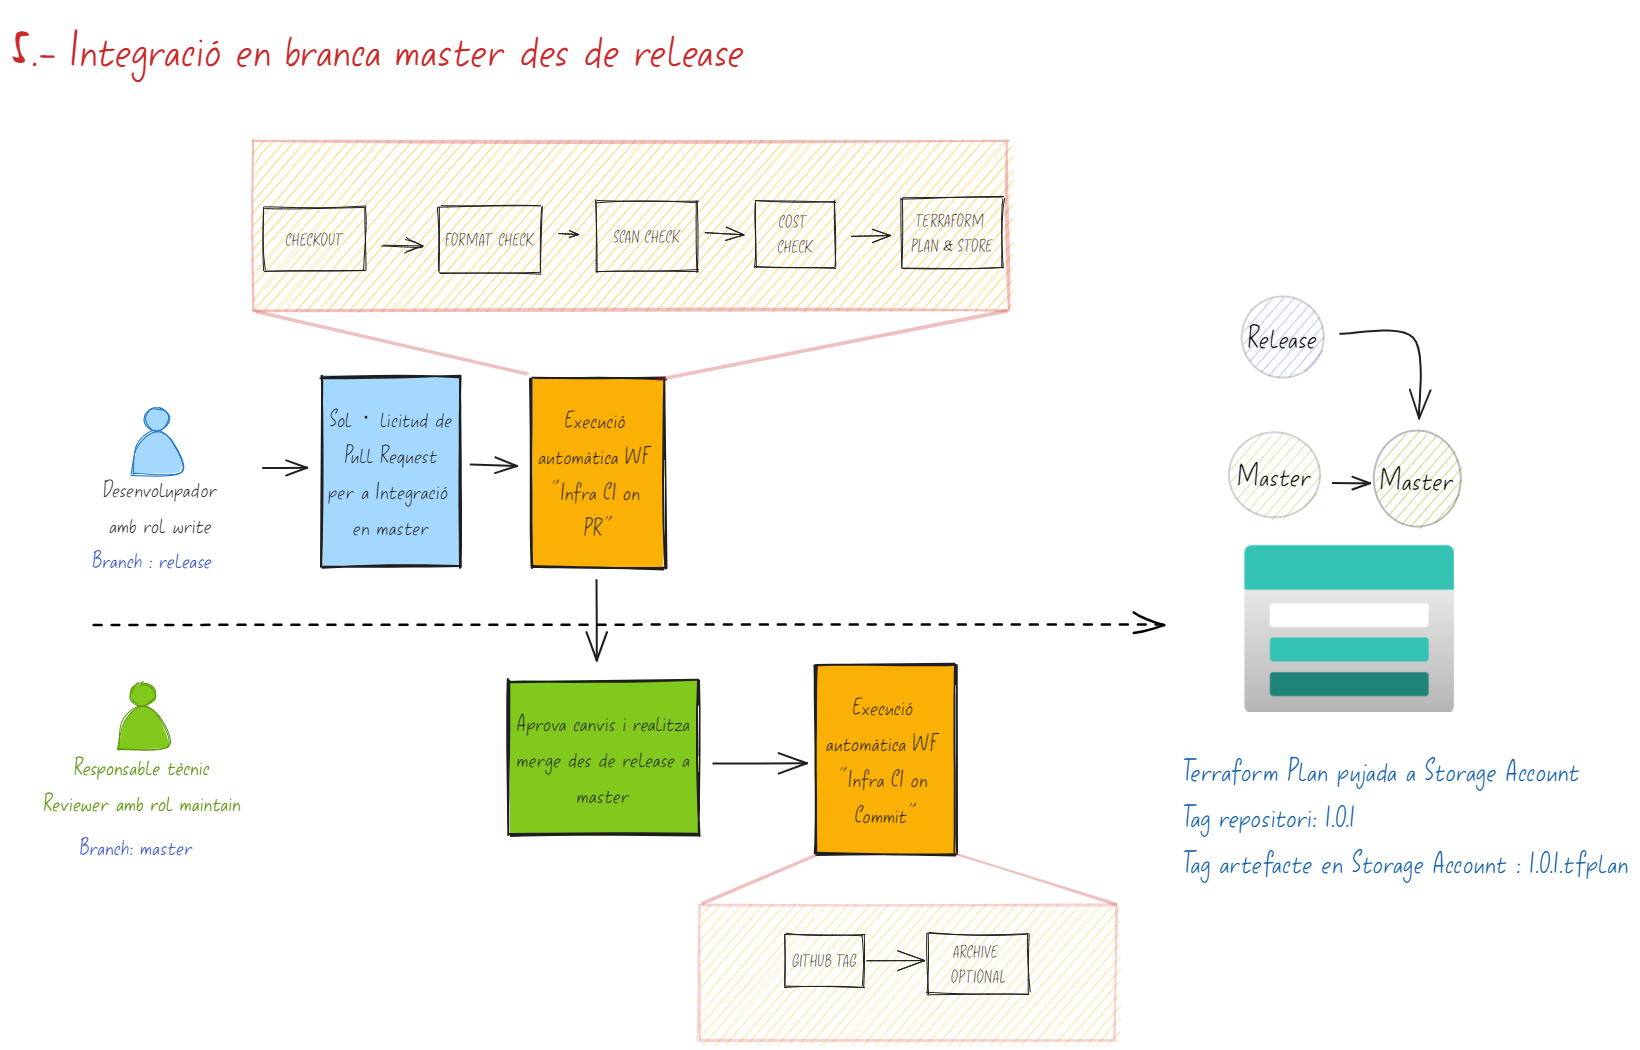 5.- Integració en branca master des de release
CHECKOUT
FORMAT CHECK
SCAN CHECK
COST
CHECK
TERRAFORM
PLAN & STORE
Desenvolupador
amb rol write
Branch : release
Sol · licitud de
Pull Request
per a Integració
en master
Execució
automàtica WF
"Infra CI on
PR"
Release
Master
Master
Responsable tècnic
Reviewer amb rol maintain
Branch: master
Aprova canvis i realitza
merge des de release a
master
Execució
automàtica WF
"Infra CI on
Commit"
GITHUB TAG
ARCHIVE
OPTIONAL
Terraform Plan pujada a Storage Account
Tag repositori: 1.0.1
Tag artefacte en Storage Account : 1.0.1.tfplan